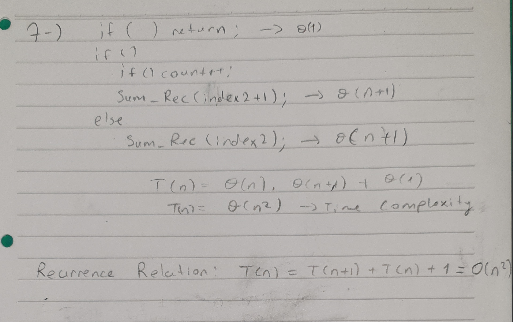 7-) if ( ) return; -> θ(1)
if ()
if () count++;
Sum_Rec (index2+1); -> θ(n+1)
else
Sum_Rec (index2); -> θ(n+1)
T(n) = θ(n). θ(n+1) + θ(1)
T(n) = θ(n²) -> Time Complexity
Recurrence Relation: T(n) = T(n+1) + T(n) + 1 = O(n²)